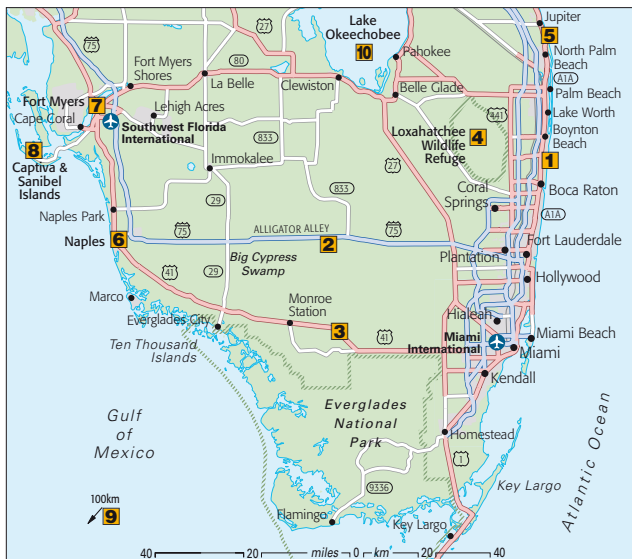 Lake
Okeechobee
10
27
1
Jupiter
5
North Palm
Beach
75
Fort Myers
Shores
80
La Belle
Clewiston
Pahokee
A1A
Palm Beach
Belle Glade
Fort Myers
7
Lehigh Acres
Cape Coral
Southwest Florida
International
441
Loxahatchee
4
Wildlife
Refuge
Lake Worth
Boynton
Beach
833
8
Captiva &
Sanibel
Islands
Immokalee
27
1
833
Coral
Springs
Boca Raton
29
A1A
Naples Park
75
ALLIGATOR ALLEY
75
Naples
6
2
Fort Lauderdale
Plantation
Big Cypress
Swamp
41
29
Hollywood
Marco
Monroe
Station
Everglades City
3
Hialeah
41
Miami
International
Miami Beach
Miami
Ten Thousand
Islands
Kendall
Everglades
National
Park
Gulf
of
Mexico
Homestead
1
Atlantic Ocean
9336
Key Largo
100km
9
Flamingo
Key Largo
40 20 miles 0 km 20 40